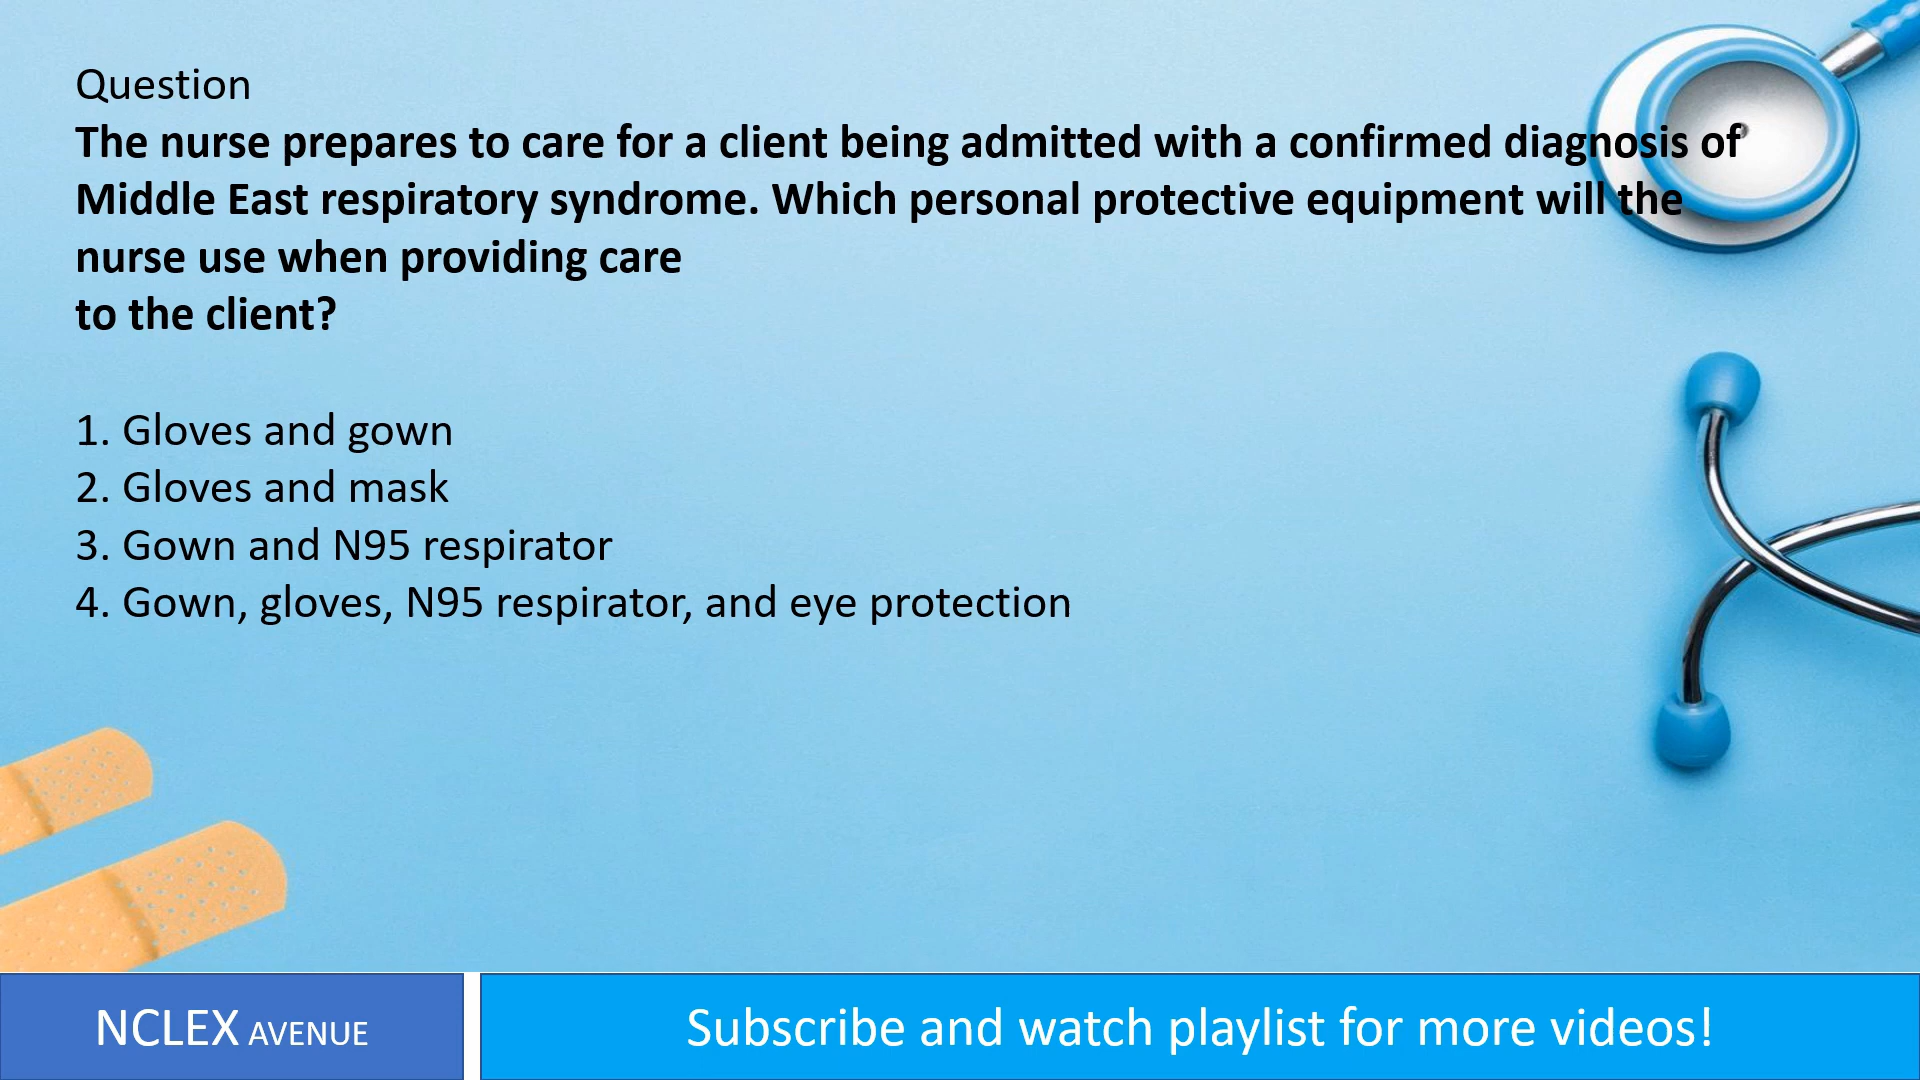 Question
The nurse prepares to care for a client being admitted with a confirmed diagnosis of
Middle East respiratory syndrome. Which personal protective equipment will the
nurse use when providing care
to the client?
1. Gloves and gown
2. Gloves and mask
3. Gown and N95 respirator
4. Gown, gloves, N95 respirator, and eye protection
NCLEX AVENUE
Subscribe and watch playlist for more videos!